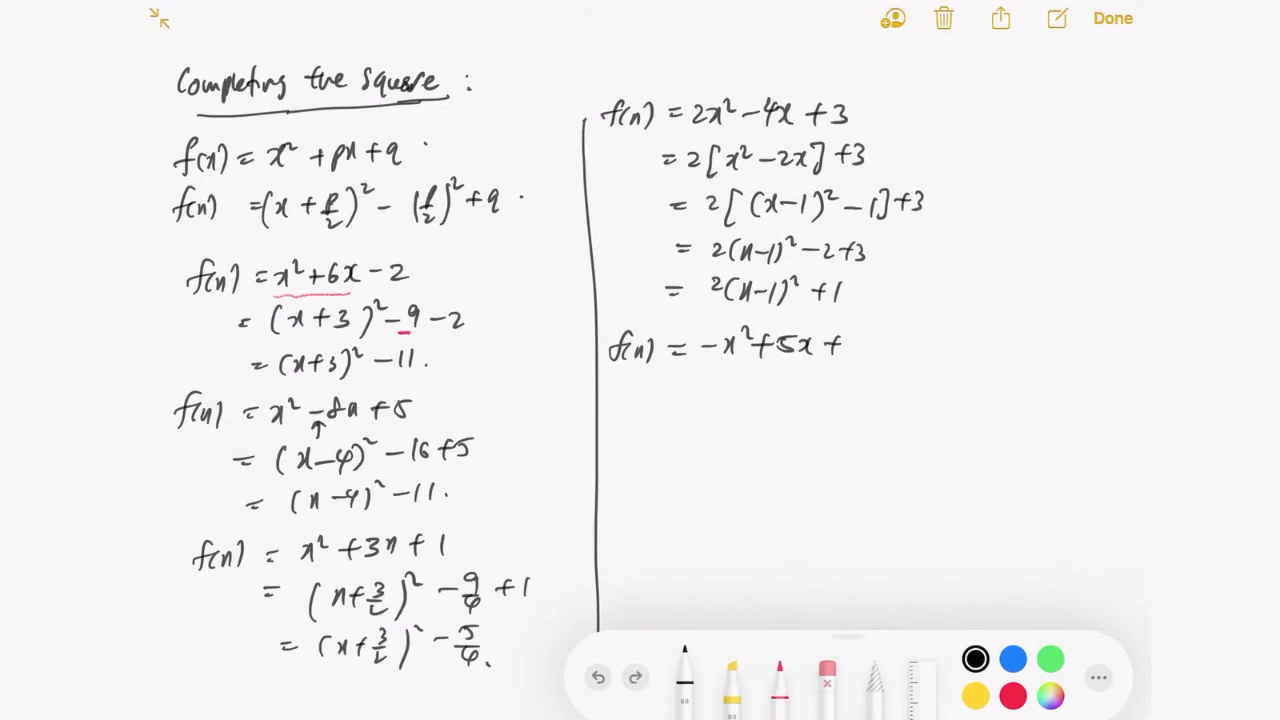 Done
Completing the square :
f(x) = x² + px + q .
f(x) = (x + p/2)² - (p/2)² + q .
f(x) = x² + 6x - 2
= (x + 3)² - 9 - 2
= (x + 3)² - 11 .
f(x) = x² - 8x + 5
= (x - 4)² - 16 + 5
= (x - 4)² - 11 .
f(x) = x² + 3x + 1
= (x + 3/2)² - 9/4 + 1
= (x + 3/2)² - 5/4 .
f(x) = 2x² - 4x + 3
= 2[x² - 2x] + 3
= 2[(x - 1)² - 1] + 3
= 2(x - 1)² - 2 + 3
= 2(x - 1)² + 1
f(x) = -x² + 5x +